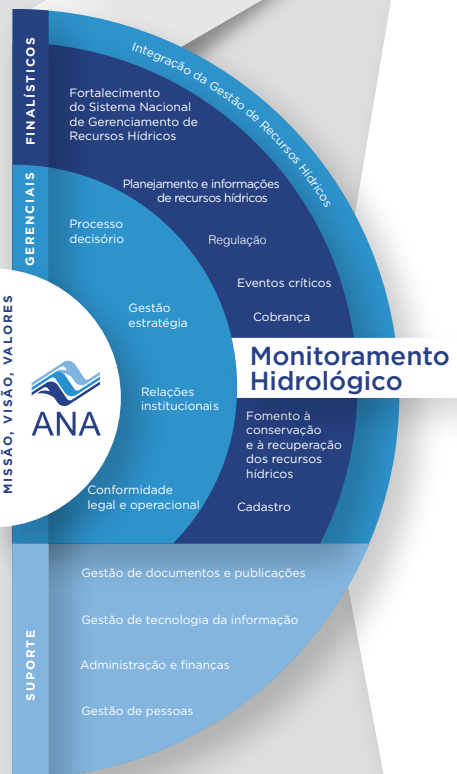 FINALÍSTICOS
Integração da Gestão de Recursos Hídricos
Fortalecimento
do Sistema Nacional
de Gerenciamento de
Recursos Hídricos
Planejamento e informações
de recursos hídricos
Regulação
Eventos críticos
Cobrança
Monitoramento
Hidrológico
Fomento à
conservação
e à recuperação
dos recursos
hídricos
Cadastro
GERENCIAIS
Processo
decisório
Gestão
estratégia
Relações
institucionais
Conformidade
legal e operacional
MISSÃO, VISÃO, VALORES
ANA
SUPORTE
Gestão de documentos e publicações
Gestão de tecnologia da informação
Administração e finanças
Gestão de pessoas